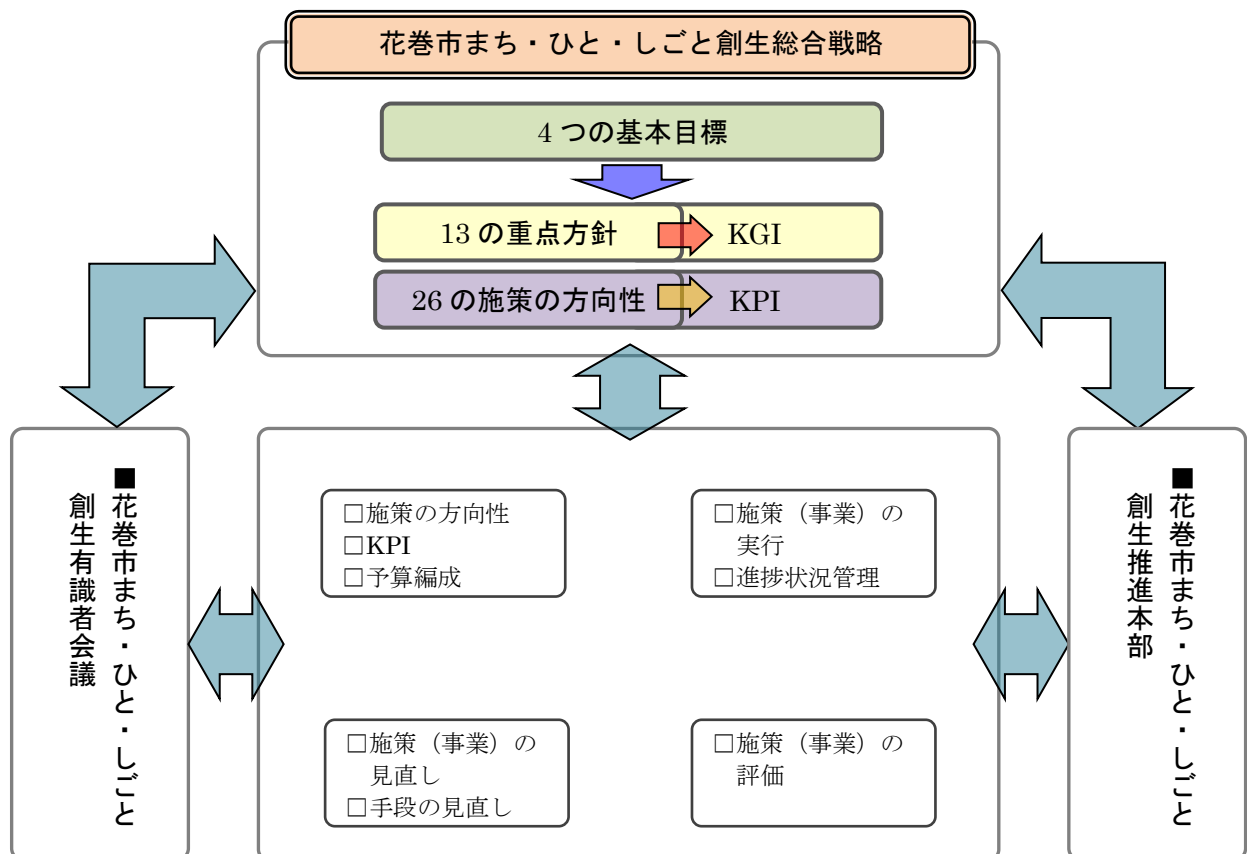 花巻市まち・ひと・しごと創生総合戦略
4 つの基本目標
13 の重点方針
KGI
26 の施策の方向性
KPI
■花巻市まち・ひと・しごと
創生有識者会議
□施策の方向性
□KPI
□予算編成
□施策（事業）の
実行
□進捗状況管理
□施策（事業）の
見直し
□手段の見直し
□施策（事業）の
評価
■花巻市まち・ひと・しごと
創生推進本部